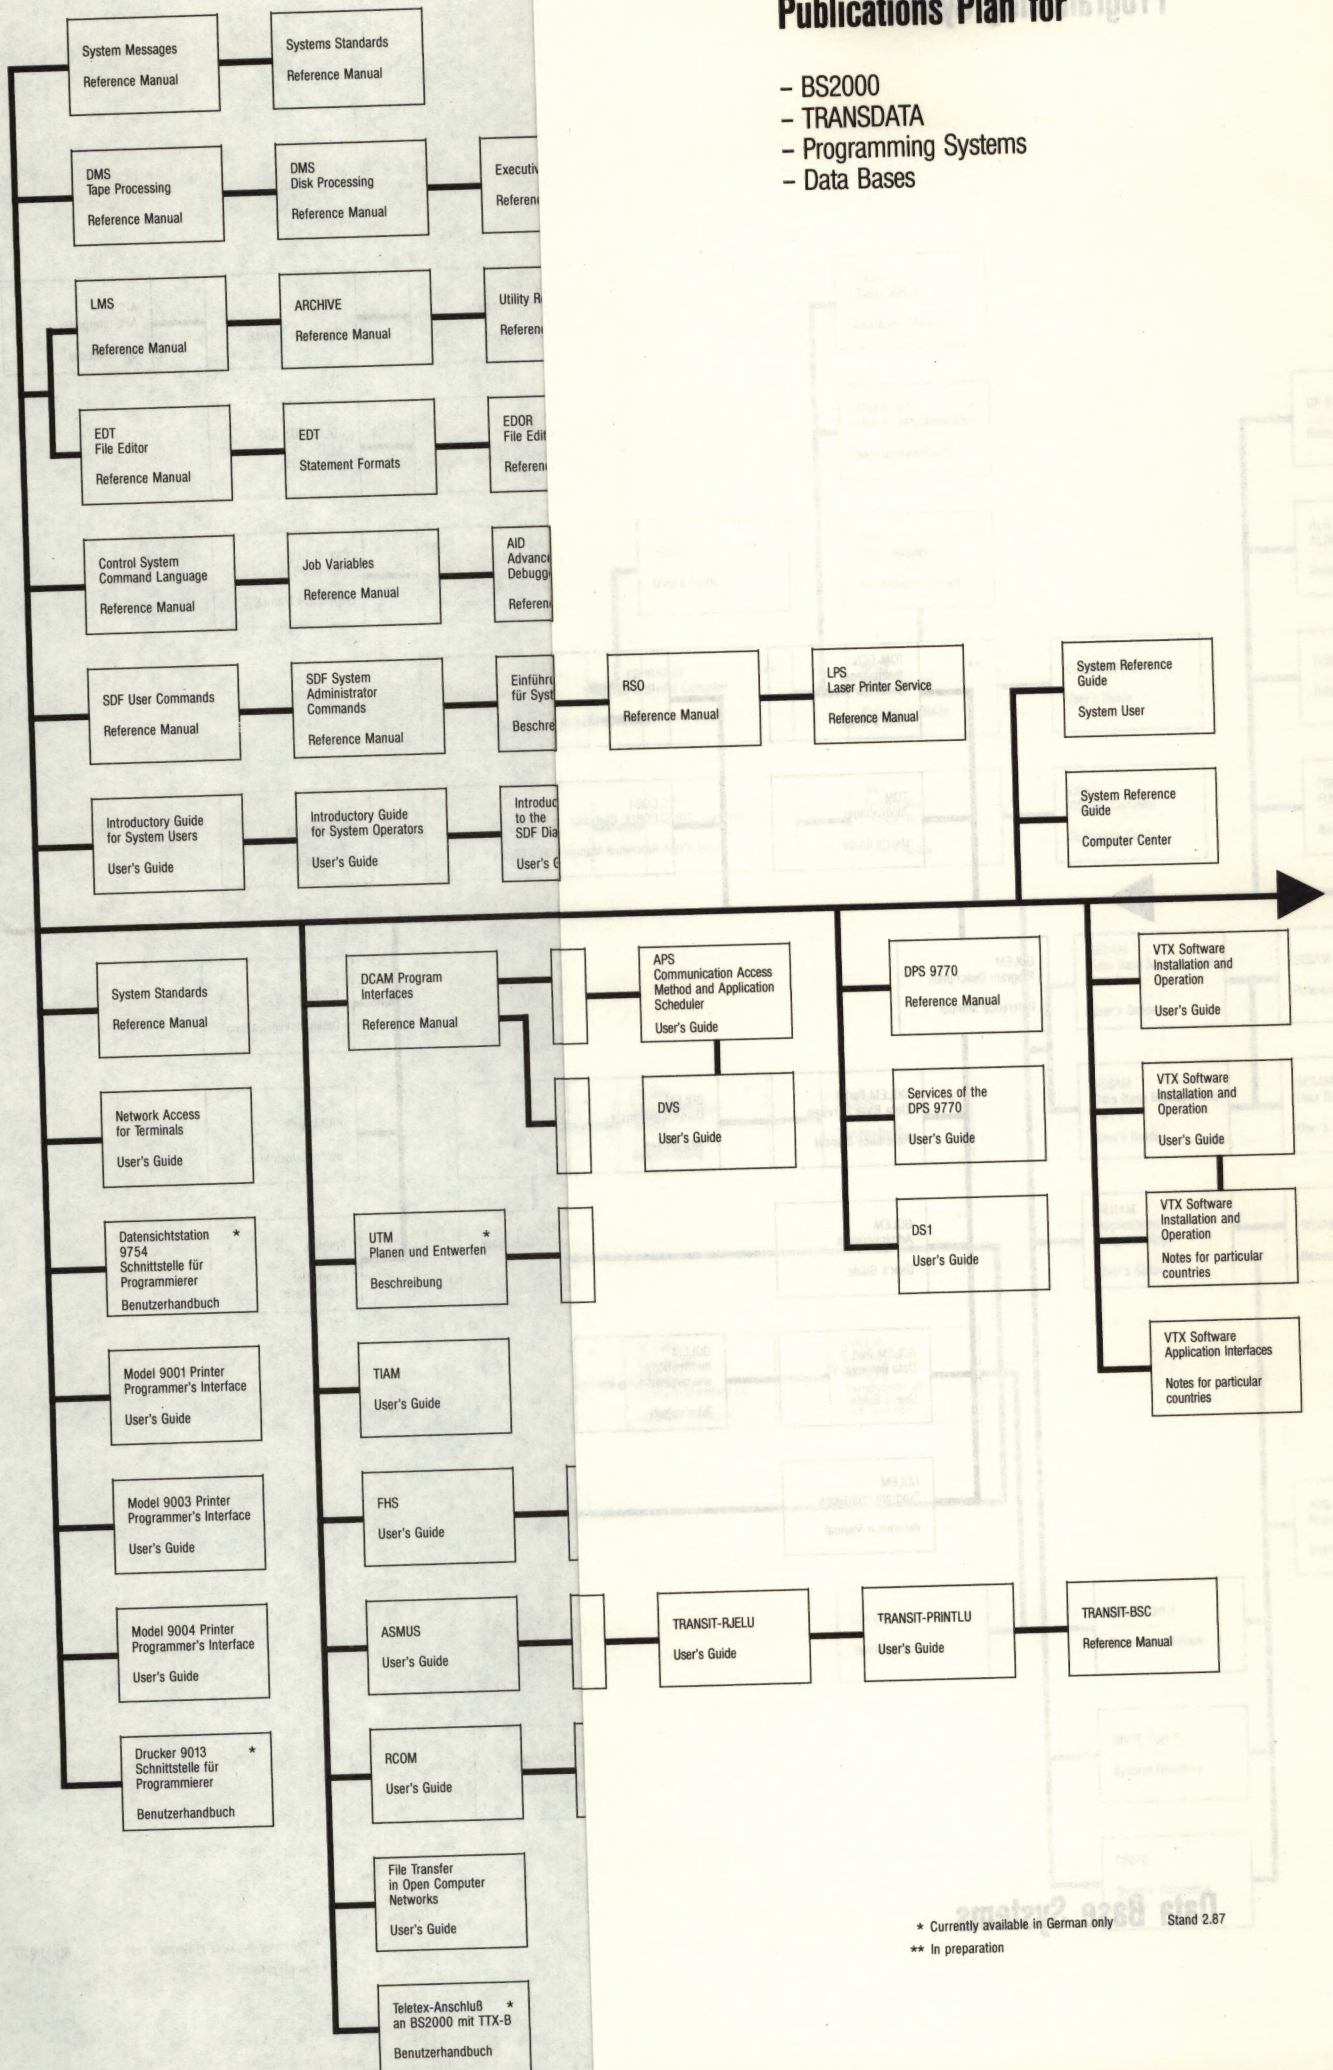 Publications Plan for
– BS2000
– TRANSDATA
– Programming Systems
– Data Bases
System Messages
Reference Manual
Systems Standards
Reference Manual
DMS
Tape Processing
Reference Manual
DMS
Disk Processing
Reference Manual
LMS
Reference Manual
ARCHIVE
Reference Manual
Utility
EDT
File Editor
Reference Manual
EDT
Statement Formats
EDOR
File
Control System
Command Language
Reference Manual
Job Variables
Reference Manual
AID
SDF User Commands
Reference Manual
SDF System
Administrator
Commands
Reference Manual
für
RSO
Reference Manual
LPS
Laser Printer Service
Reference Manual
System Reference
Guide
System User
System Reference
Guide
Computer Center
Introductory Guide
for System Users
User's Guide
Introductory Guide
for System Operators
User's Guide
to the
SDF
User's
System Standards
Reference Manual
Network Access
for Terminals
User's Guide
Datensichtstation *
9754
Schnittstelle für
Programmierer
Benutzerhandbuch
Model 9001 Printer
Programmer's Interface
User's Guide
Model 9003 Printer
Programmer's Interface
User's Guide
Model 9004 Printer
Programmer's Interface
User's Guide
Drucker 9013 *
Schnittstelle für
Programmierer
Benutzerhandbuch
DCAM Program
Interfaces
Reference Manual
APS
Communication Access
Method and Application
Scheduler
User's Guide
DVS
User's Guide
UTM *
Planen und Entwerfen
Beschreibung
TIAM
User's Guide
FHS
User's Guide
ASMUS
User's Guide
TRANSIT-RJELU
User's Guide
TRANSIT-PRINTLU
User's Guide
TRANSIT-BSC
Reference Manual
RCOM
User's Guide
File Transfer
in Open Computer
Networks
User's Guide
Teletex-Anschluß *
an BS2000 mit TTX-B
Benutzerhandbuch
DPS 9770
Reference Manual
Services of the
DPS 9770
User's Guide
DS1
User's Guide
VTX Software
Installation and
Operation
User's Guide
VTX Software
Installation and
Operation
User's Guide
VTX Software
Installation and
Operation
Notes for particular
countries
VTX Software
Application Interfaces
Notes for particular
countries
* Currently available in German only Stand 2.87
** In preparation